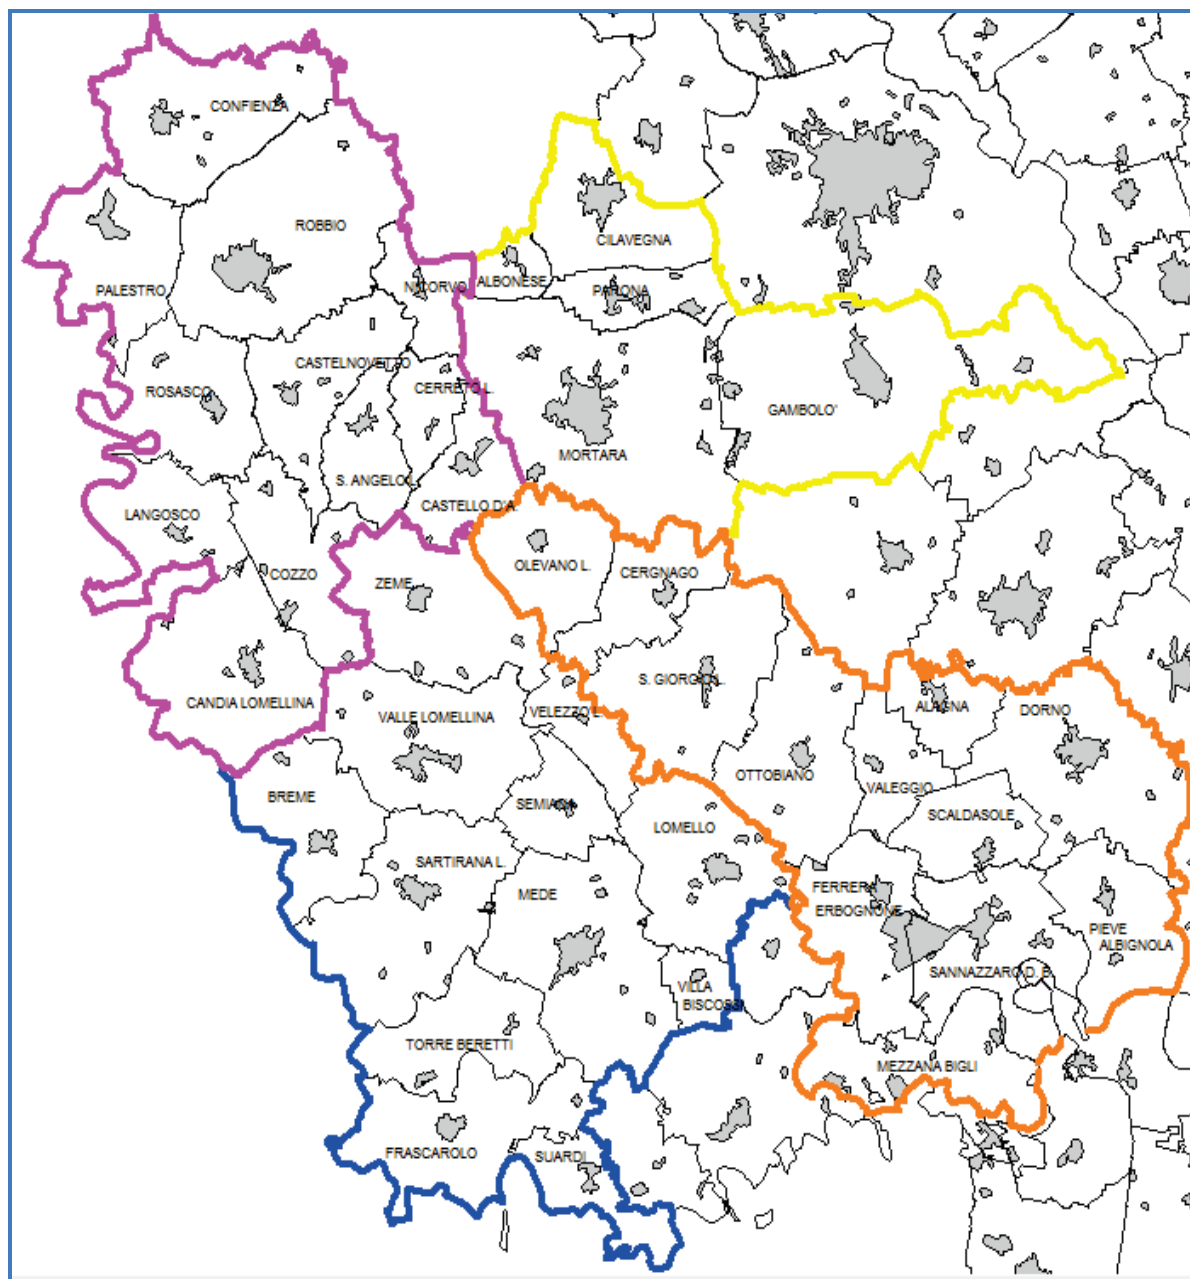 CONFIENZA
ROBBIO
CILAVEGNA
PALESTRO
NICORVO
ALBONESE
PARONA
CASTELNOVETTO
ROSASCO
CERRETO L.
GAMBOLO'
MORTARA
S. ANGELO L.
CASTELLO D'A.
LANGOSCO
OLEVANO L.
CERGNAGO
COZZO
ZEME
S. GIORGIO L.
CANDIA LOMELLINA
VALLE LOMELLINA
VELEZZO L.
ALAGNA
DORNO
OTTOBIANO
VALEGGIO
BREME
SEMIANA
SCALDASOLE
LOMELLO
SARTIRANA L.
MEDE
FERRERA
ERBOGNONE
PIEVE
ALBIGNOLA
SANNAZZARO D. B.
VILLA
BISCOSSI
TORRE BERETTI
MEZZANA BIGLI
FRASCAROLO
SUARDI